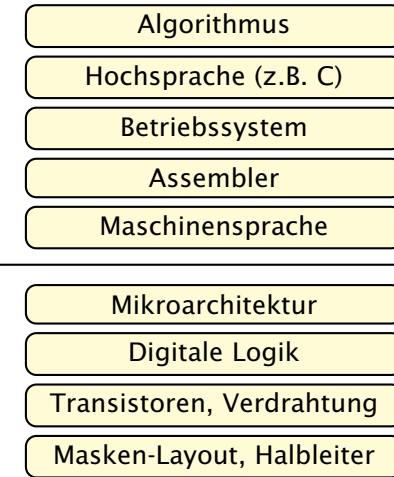 Algorithmus
Hochsprache (z.B. C)
Betriebssystem
Assembler
Maschinensprache
Mikroarchitektur
Digitale Logik
Transistoren, Verdrahtung
Masken-Layout, Halbleiter